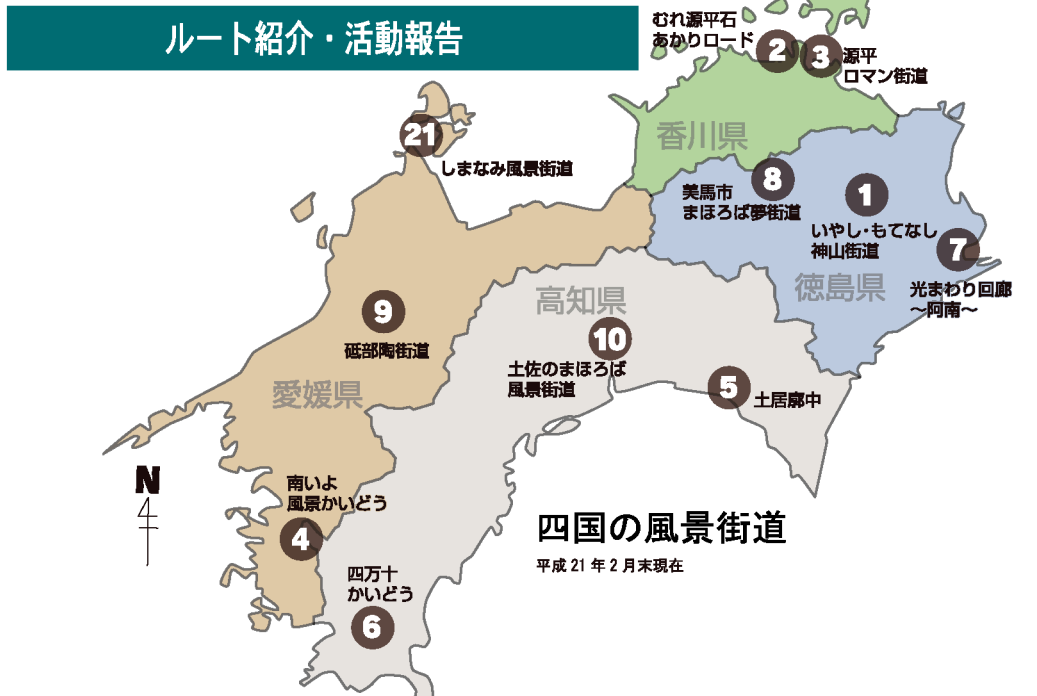 ルート紹介・活動報告
むれ源平石
あかりロード
2
3
源平
ロマン街道
香川県
21
しまなみ風景街道
8
美馬市
まほろば夢街道
1
いやし・もてなし
神山街道
7
光まわり回廊
～阿南～
徳島県
高知県
9
砥部陶街道
10
土佐のまほろば
風景街道
愛媛県
5
土居廓中
N
南いよ
風景かいどう
4
四国の風景街道
平成21年2月末現在
四万十
かいどう
6